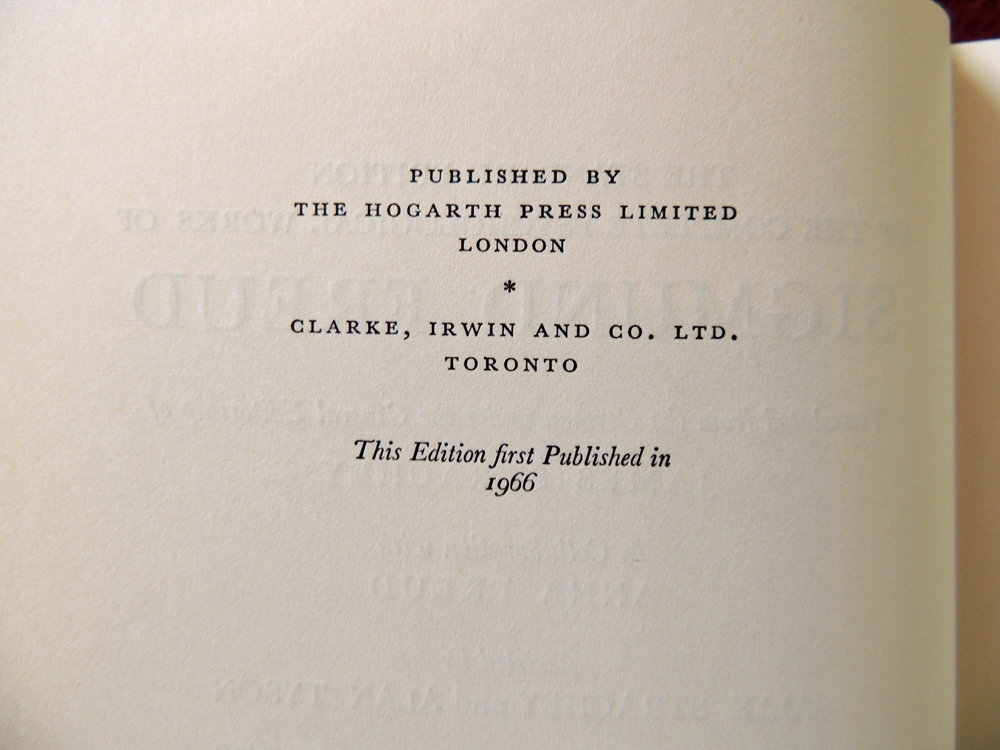 PUBLISHED BY
THE HOGARTH PRESS LIMITED
LONDON
*
CLARKE, IRWIN AND CO. LTD.
TORONTO
This Edition first Published in
1966